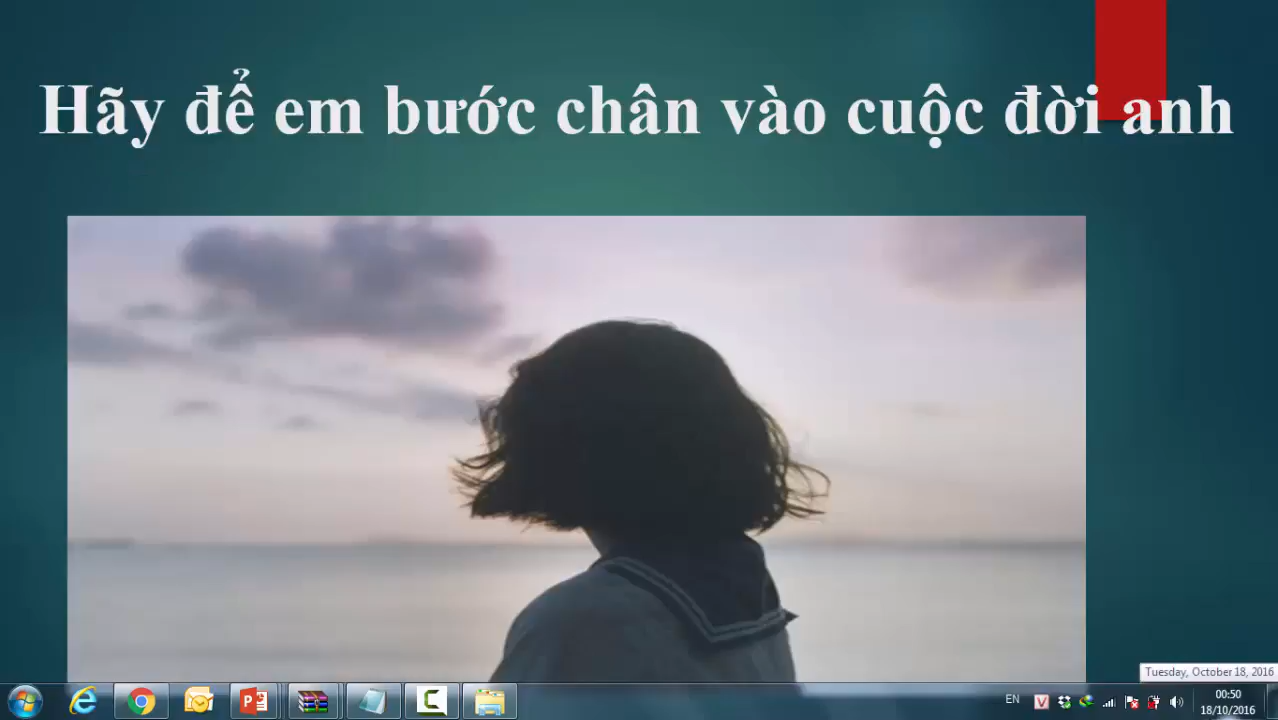 Hãy để em bước chân vào cuộc đời anh
Tuesday, October 18, 2016
EN
00:50
18/10/2016